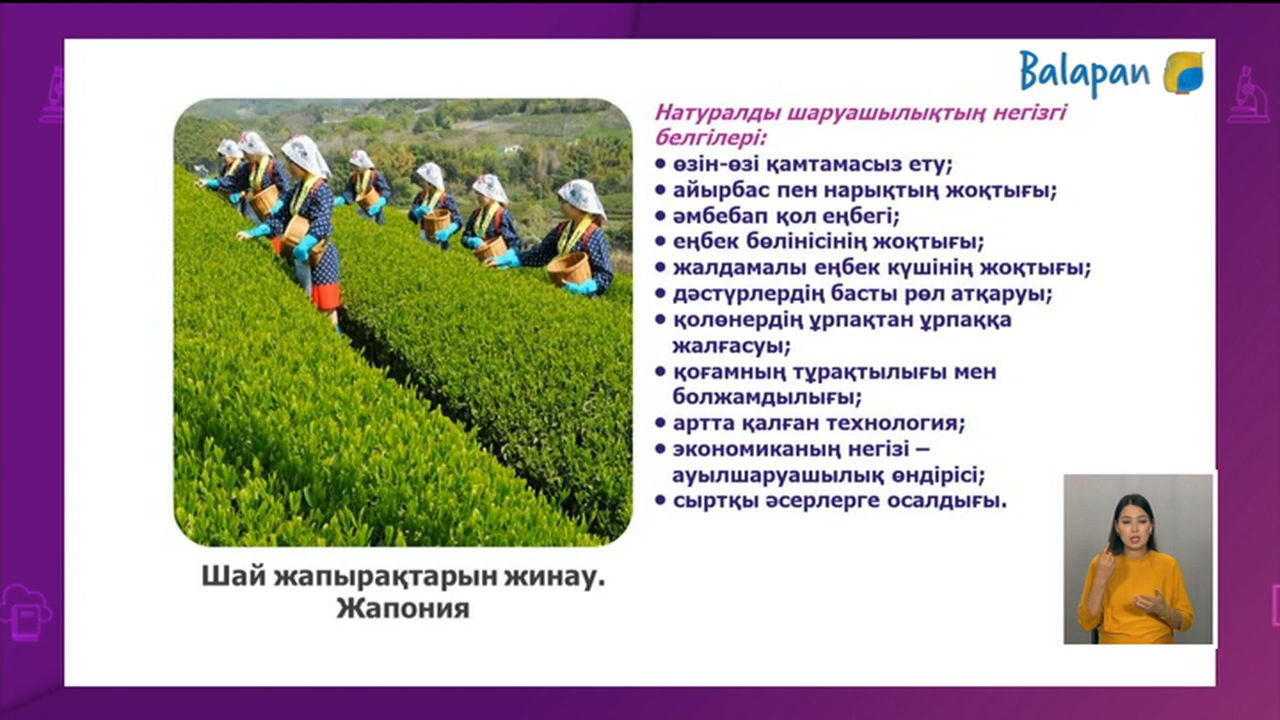 Balapan
Натуралды шаруашылықтың негізгі
белгілері:
• өзін-өзі қамтамасыз ету;
• айырбас пен нарықтың жоқтығы;
• әмбебап қол еңбегі;
• еңбек бөлінісінің жоқтығы;
• жалдамалы еңбек күшінің жоқтығы;
• дәстүрлердің басты рөл атқаруы;
• қолөнердің ұрпақтан ұрпаққа
жалғасуы;
• қоғамның тұрақтылығы мен
болжамдылығы;
• артта қалған технология;
• экономиканың негізі –
ауылшаруашылық өндірісі;
• сыртқы әсерлерге осалдығы.
Шай жапырақтарын жинау.
Жапония